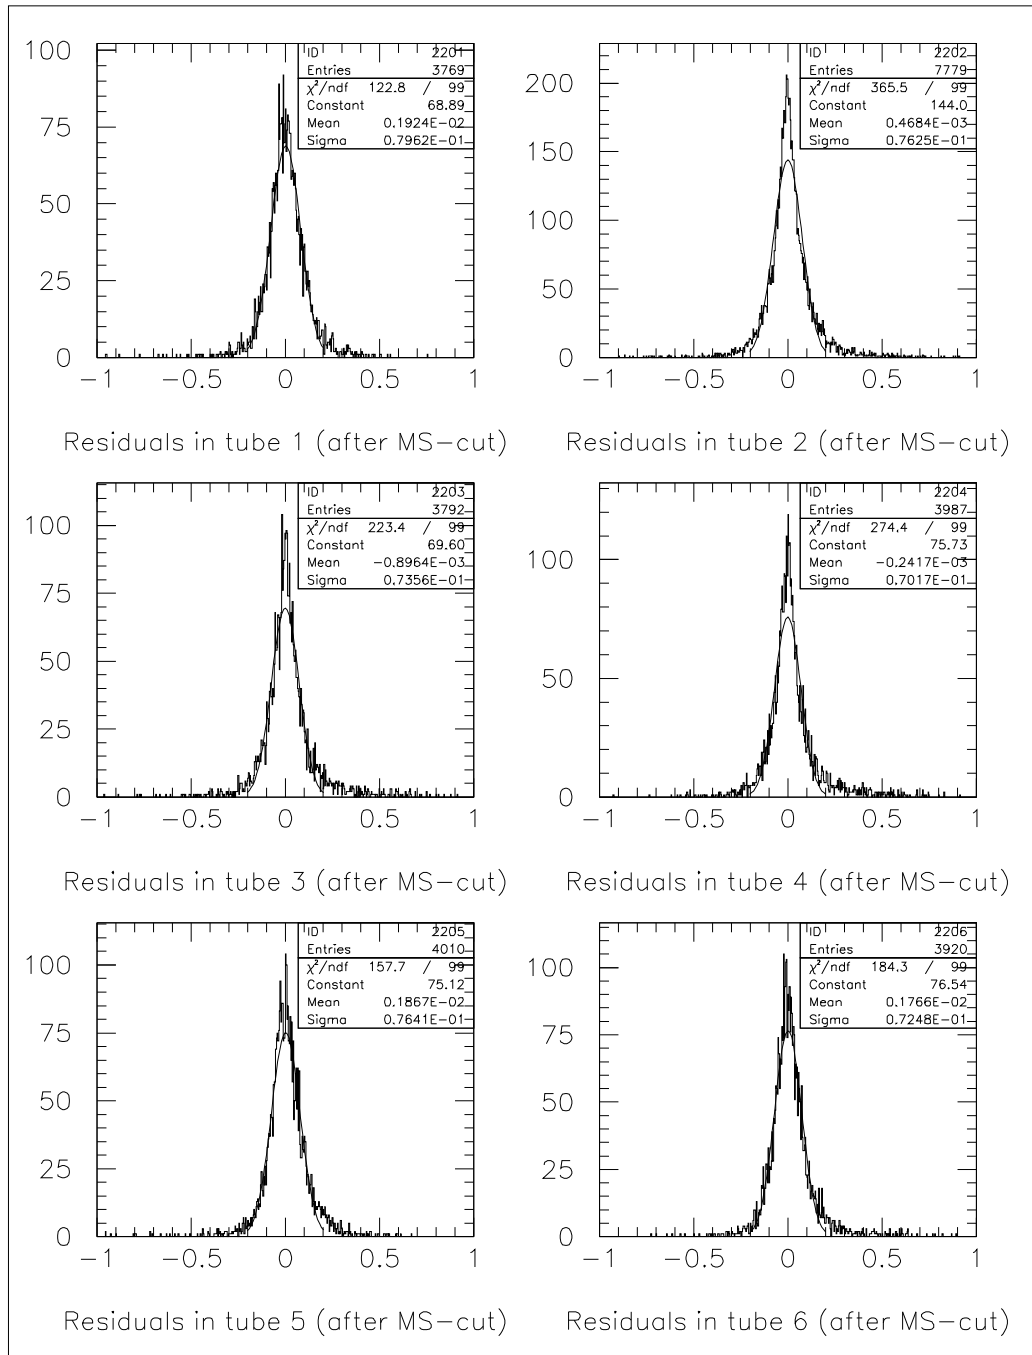 ID 2201
Entries 3769
χ²/ndf 122.8 / 99
Constant 68.89
Mean 0.1924E-02
Sigma 0.7962E-01
100
75
50
25
0
-1 -0.5 0 0.5 1
Residuals in tube 1 (after MS-cut)
ID 2202
Entries 7779
χ²/ndf 365.5 / 99
Constant 144.0
Mean 0.4684E-03
Sigma 0.7625E-01
200
150
100
50
0
-1 -0.5 0 0.5 1
Residuals in tube 2 (after MS-cut)
ID 2203
Entries 3792
χ²/ndf 223.4 / 99
Constant 69.60
Mean -0.8964E-03
Sigma 0.7356E-01
100
75
50
25
0
-1 -0.5 0 0.5 1
Residuals in tube 3 (after MS-cut)
ID 2204
Entries 3987
χ²/ndf 274.4 / 99
Constant 75.73
Mean -0.2417E-03
Sigma 0.7017E-01
100
50
0
-1 -0.5 0 0.5 1
Residuals in tube 4 (after MS-cut)
ID 2205
Entries 4010
χ²/ndf 157.7 / 99
Constant 75.12
Mean 0.1867E-02
Sigma 0.7641E-01
100
75
50
25
0
-1 -0.5 0 0.5 1
Residuals in tube 5 (after MS-cut)
ID 2206
Entries 3920
χ²/ndf 184.3 / 99
Constant 76.54
Mean 0.1766E-02
Sigma 0.7248E-01
100
75
50
25
0
-1 -0.5 0 0.5 1
Residuals in tube 6 (after MS-cut)